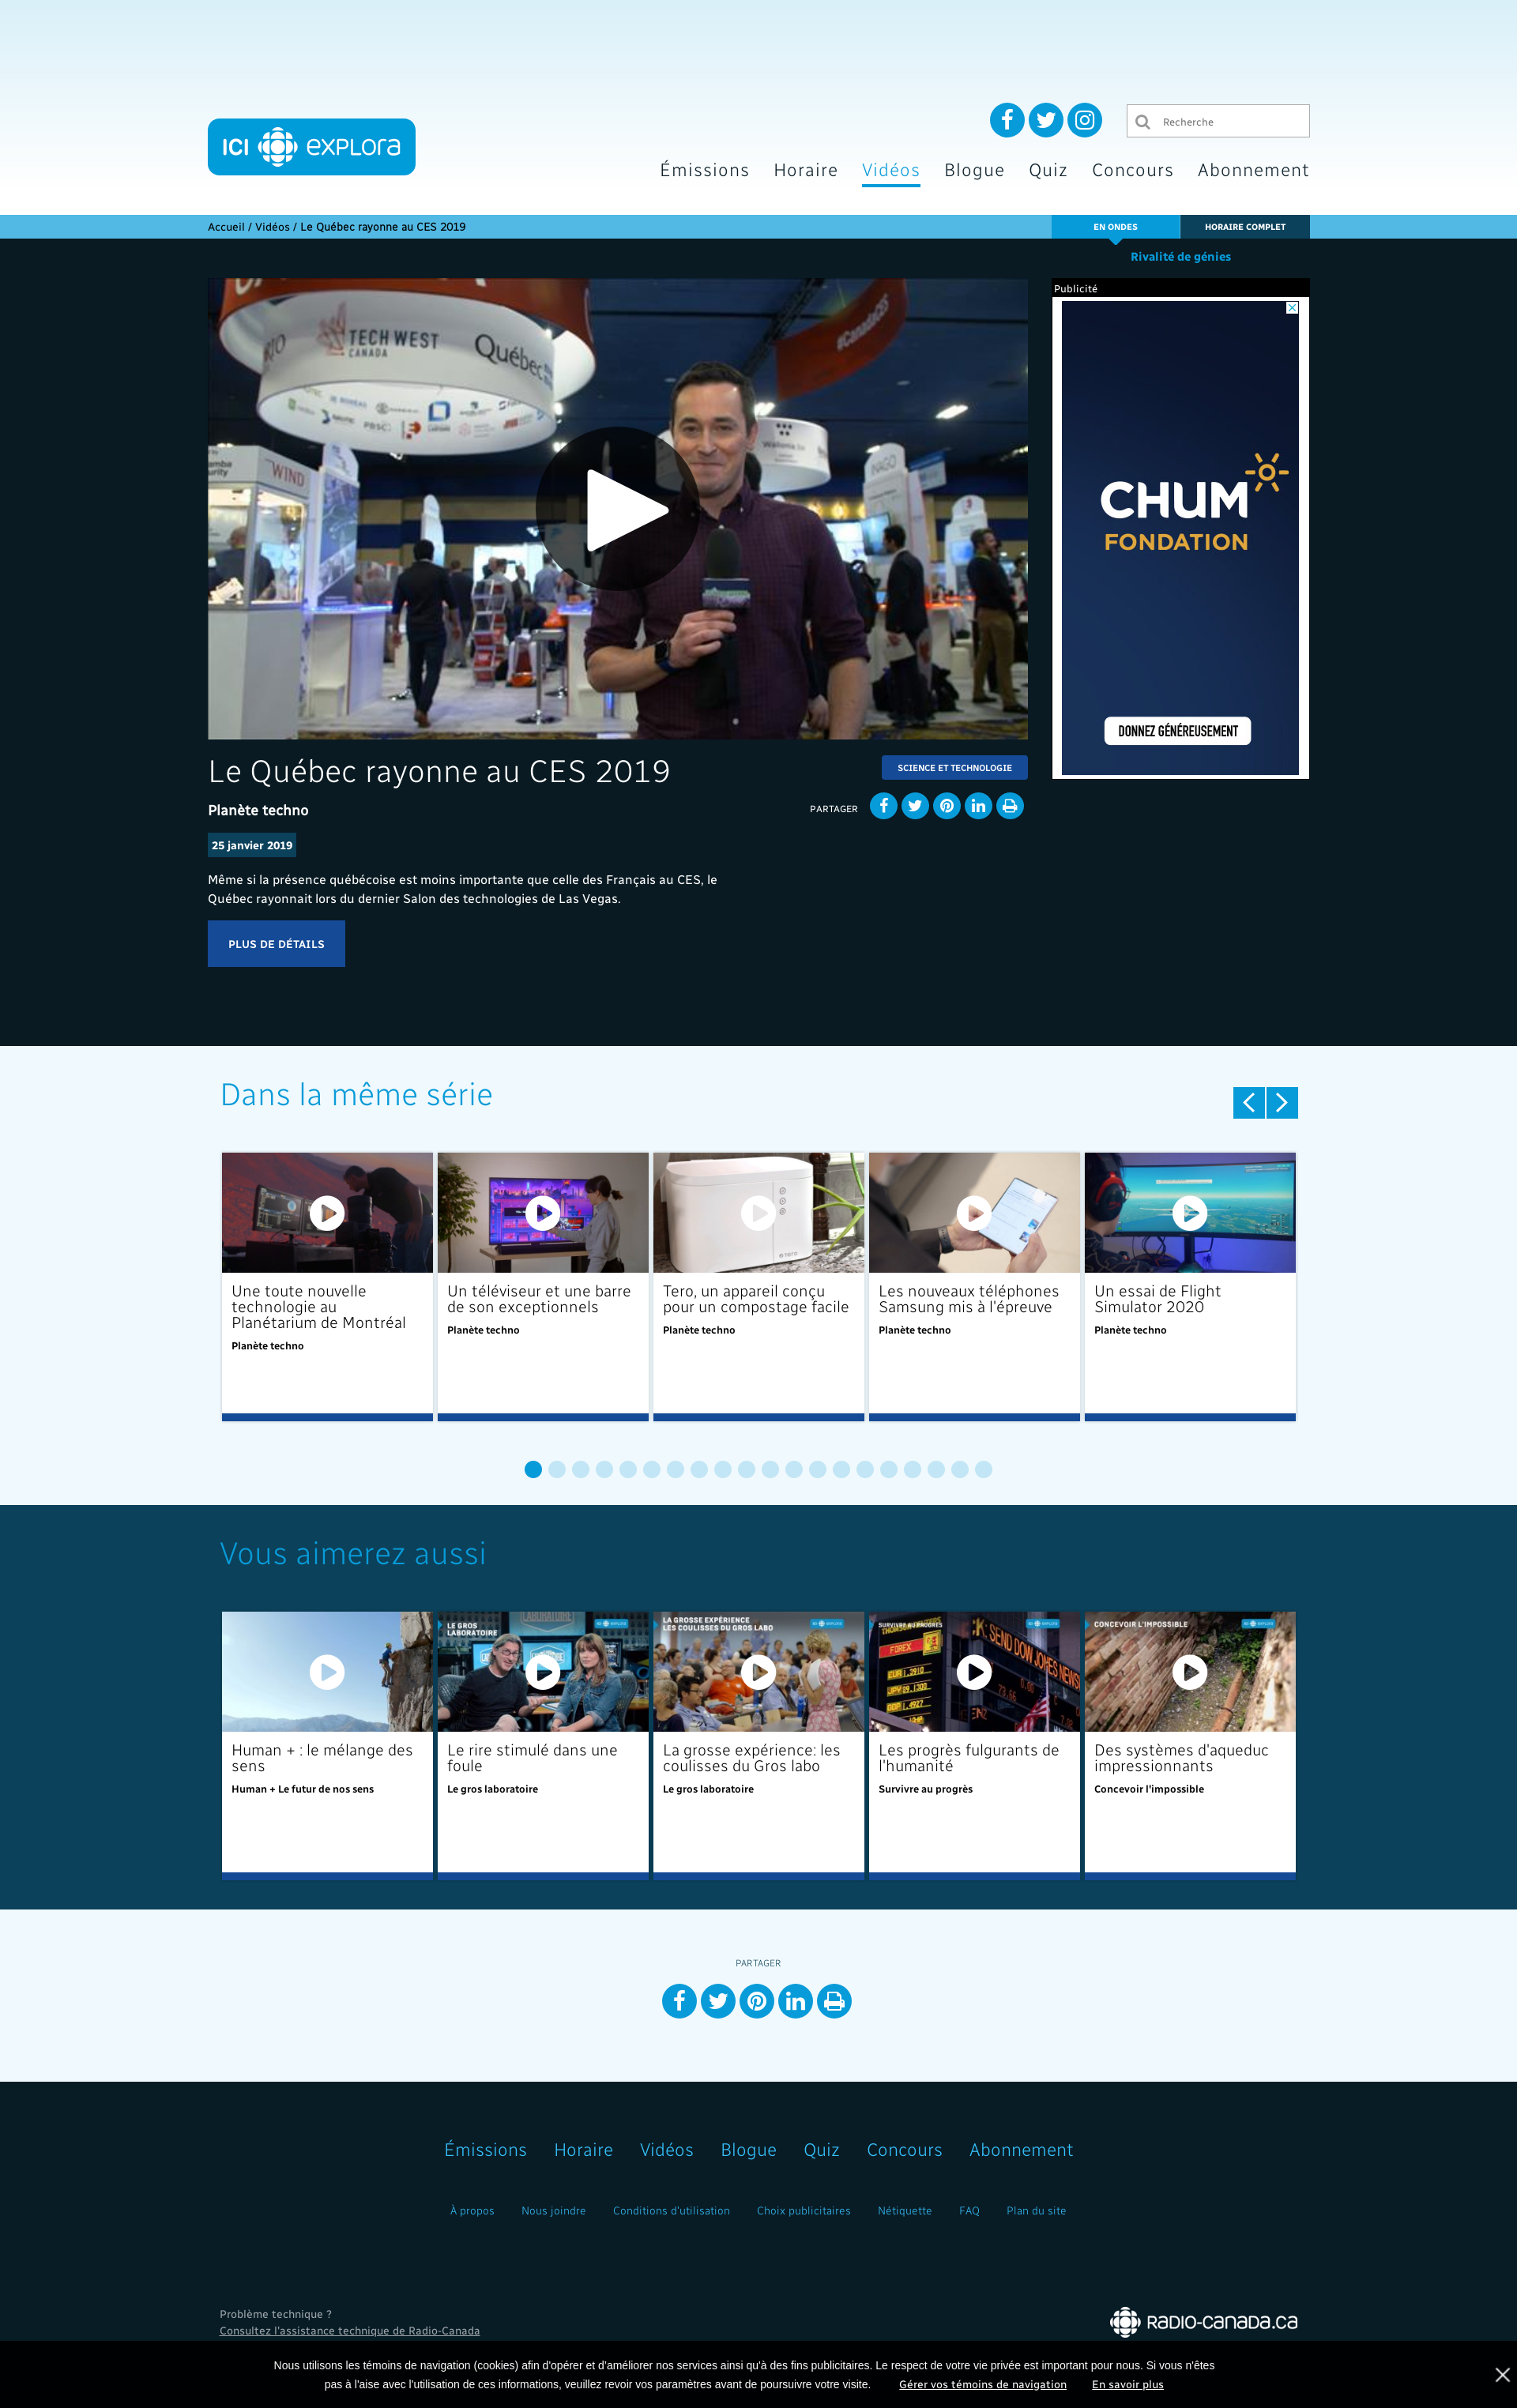 ICI explora
Recherche
Émissions Horaire Vidéos Blogue Quiz Concours Abonnement
Accueil / Vidéos / Le Québec rayonne au CES 2019
EN ONDES
HORAIRE COMPLET
Rivalité de génies
TECH WEST
CANADA
Québec
#CanadaCES
WIND
Publicité
CHUM
FONDATION
DONNEZ GÉNÉREUSEMENT
Le Québec rayonne au CES 2019
SCIENCE ET TECHNOLOGIE
Planète techno
PARTAGER
25 janvier 2019
Même si la présence québécoise est moins importante que celle des Français au CES, le
Québec rayonnait lors du dernier Salon des technologies de Las Vegas.
PLUS DE DÉTAILS
Dans la même série
Une toute nouvelle
technologie au
Planétarium de Montréal
Planète techno
Un téléviseur et une barre
de son exceptionnels
Planète techno
Tero, un appareil conçu
pour un compostage facile
Planète techno
Les nouveaux téléphones
Samsung mis à l'épreuve
Planète techno
Un essai de Flight
Simulator 2020
Planète techno
Vous aimerez aussi
Human + : le mélange des
sens
Human + Le futur de nos sens
LE GROS
LABORATOIRE
Le rire stimulé dans une
foule
Le gros laboratoire
LA GROSSE EXPÉRIENCE
LES COULISSES DU GROS LABO
La grosse expérience: les
coulisses du Gros labo
Le gros laboratoire
SURVIVRE AU PROGRÈS
FOREX
Les progrès fulgurants de
l'humanité
Survivre au progrès
CONCEVOIR L'IMPOSSIBLE
Des systèmes d'aqueduc
impressionnants
Concevoir l'impossible
PARTAGER
Émissions Horaire Vidéos Blogue Quiz Concours Abonnement
À propos Nous joindre Conditions d'utilisation Choix publicitaires Nétiquette FAQ Plan du site
Problème technique ?
Consultez l'assistance technique de Radio-Canada
RADIO-CANADA.CA
Nous utilisons les témoins de navigation (cookies) afin d'opérer et d'améliorer nos services ainsi qu'à des fins publicitaires. Le respect de votre vie privée est important pour nous. Si vous n'êtes
pas à l'aise avec l'utilisation de ces informations, veuillez revoir vos paramètres avant de poursuivre votre visite. Gérer vos témoins de navigation En savoir plus